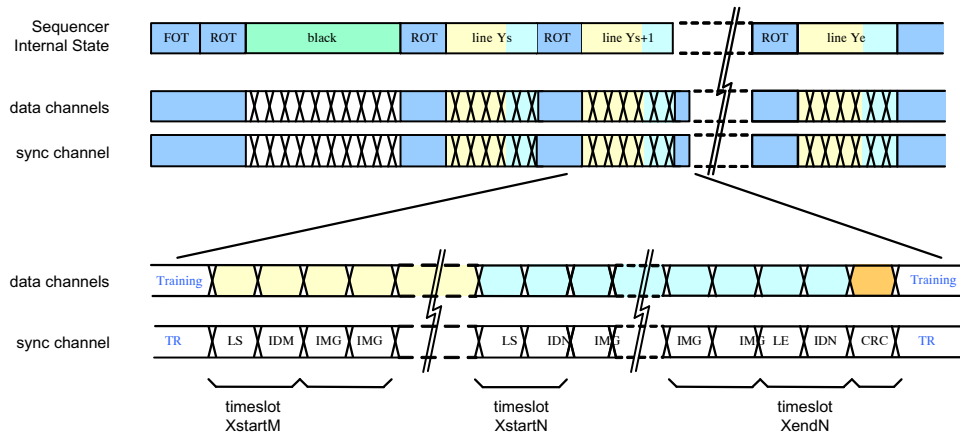 Sequencer
Internal State
FOT ROT black ROT line Ys ROT line Ys+1 ROT line Ye
data channels
sync channel
data channels
Training Training
sync channel
TR LS IDM IMG IMG LS IDN IMG IMG IMG LE IDN CRC TR
timeslot timeslot timeslot
XstartM XstartN XendN